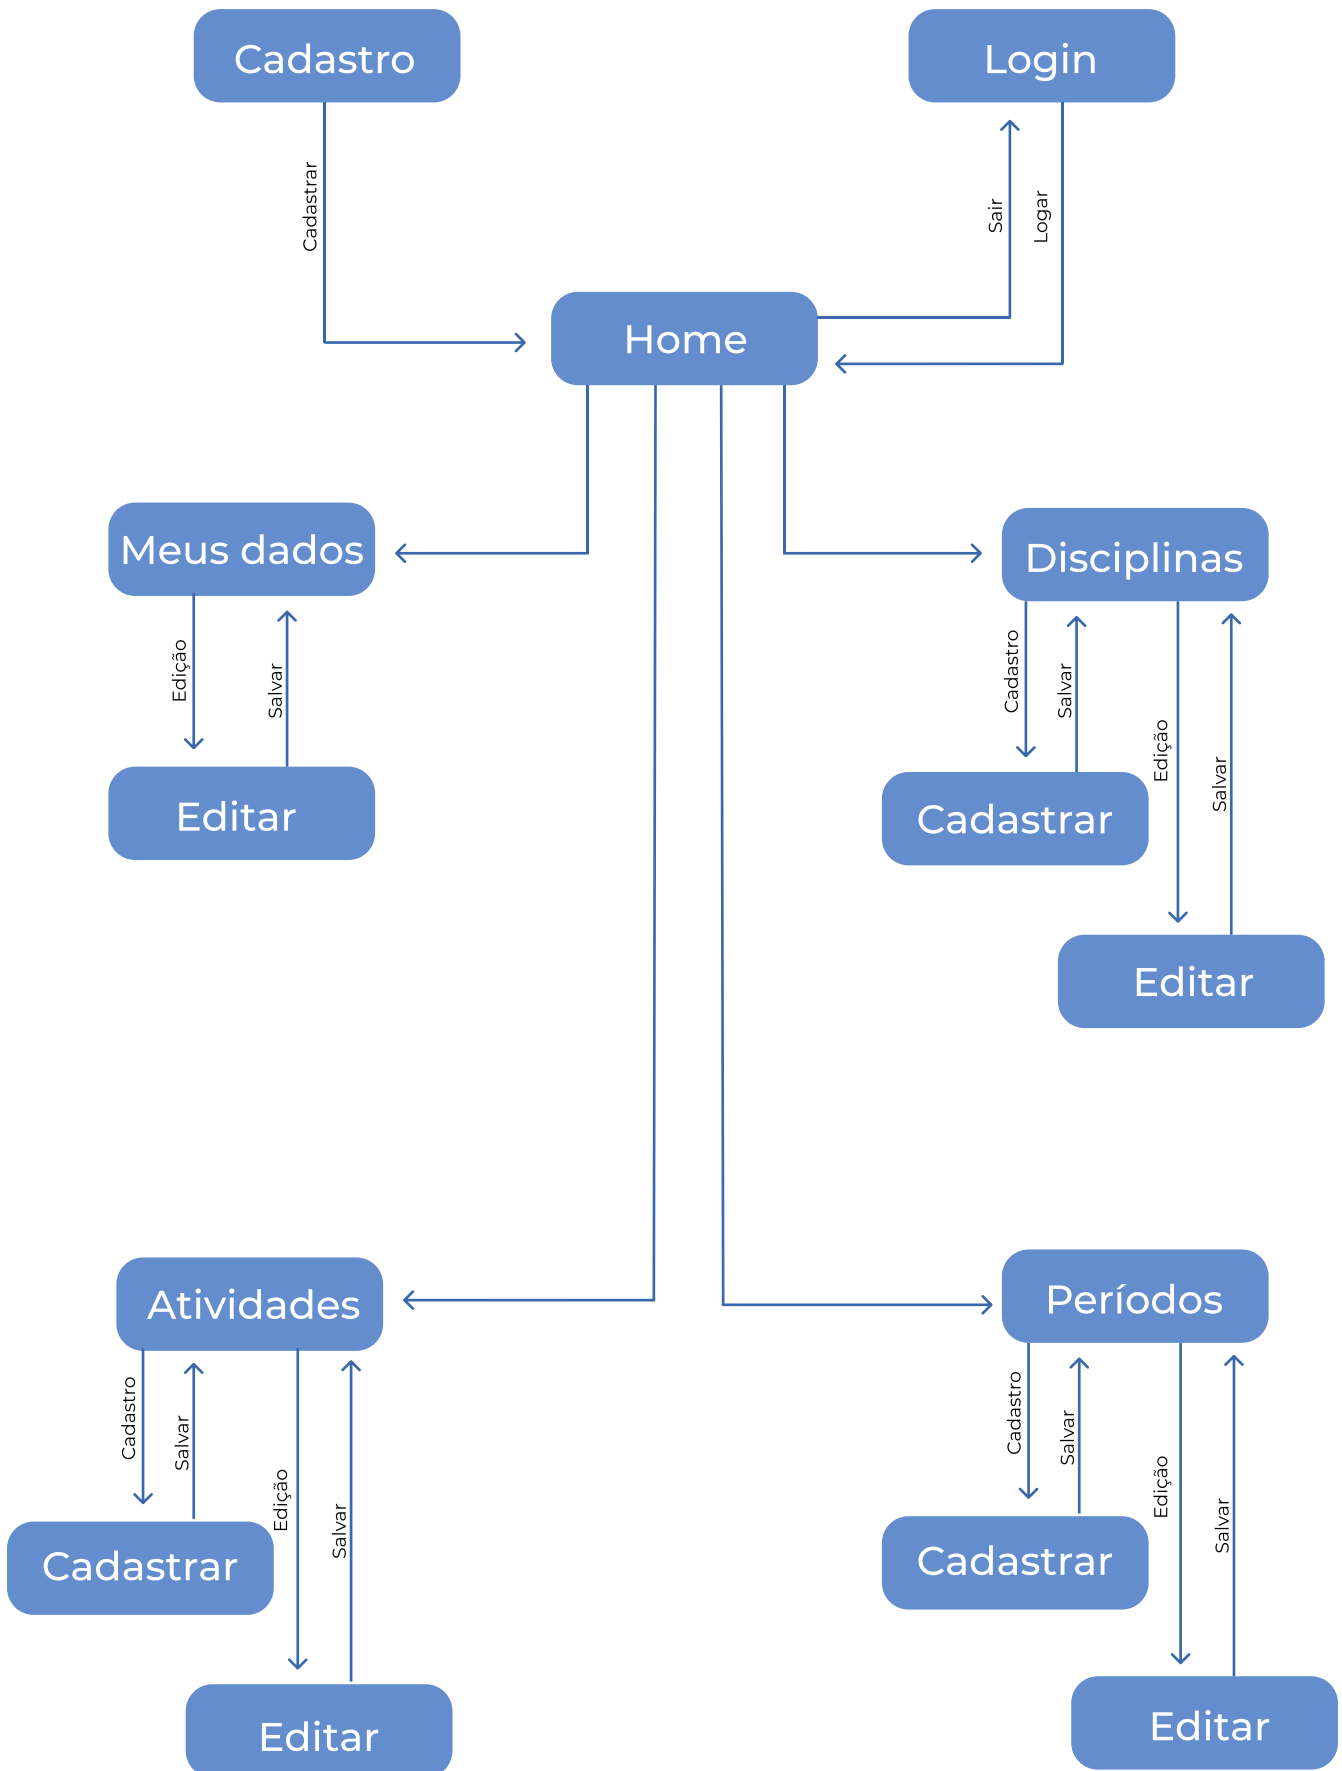 Cadastro
Login
Cadastrar
Sair
Logar
Home
Meus dados
Disciplinas
Edição
Salvar
Cadastro
Salvar
Edição
Salvar
Editar
Cadastrar
Editar
Atividades
Períodos
Cadastro
Salvar
Edição
Salvar
Cadastro
Salvar
Edição
Salvar
Cadastrar
Cadastrar
Editar
Editar